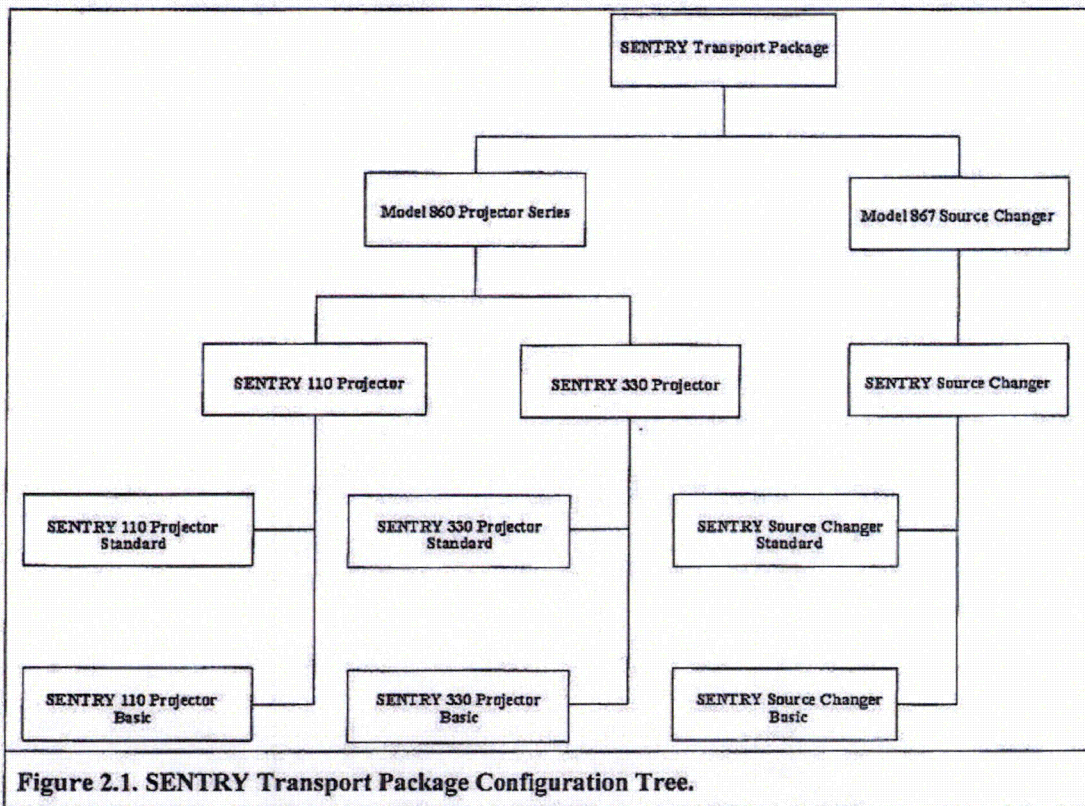 SENTRY Transport
Package
Model 860 Projector Series
Model 867 Source Changer
SENTRY 110 Projector
SENTRY 330 Projector
SENTRY Source Changer
SENTRY 110 Projector
Standard
SENTRY 330 Projector
Standard
SENTRY Source Changer
Standard
SENTRY 110 Projector
Basic
SENTRY 330 Projector
Basic
SENTRY Source Changer
Basic
Figure 2.1. SENTRY Transport Package Configuration Tree.